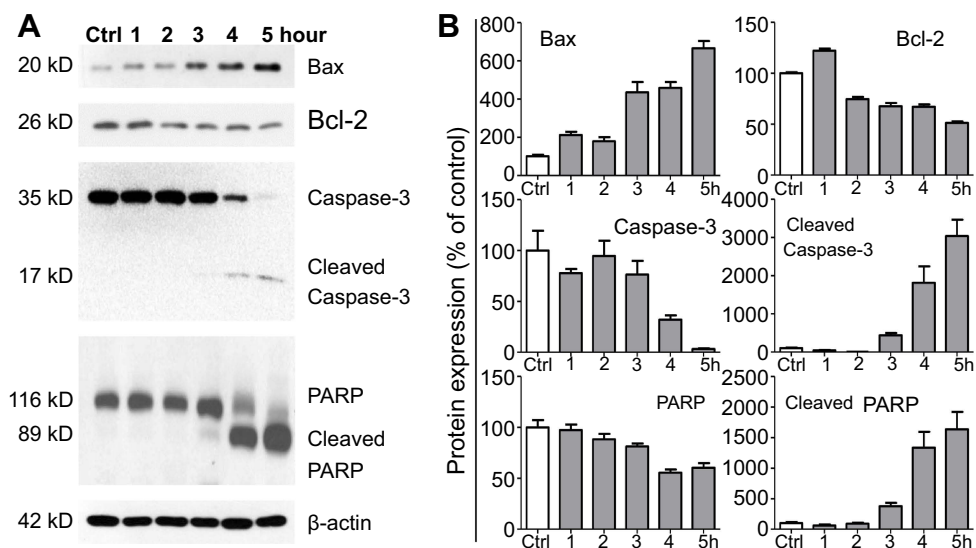 A
Ctrl 1 2 3 4 5 hour
20 kD Bax
26 kD Bcl-2
35 kD Caspase-3
17 kD Cleaved
Caspase-3
116 kD PARP
89 kD Cleaved
PARP
42 kD β-actin
B
Protein expression (% of control)
Bax
800
600
400
200
0
Ctrl 1 2 3 4 5h
Bcl-2
150
100
50
0
Ctrl 1 2 3 4 5h
Caspase-3
150
100
50
0
Ctrl 1 2 3 4 5h
Cleaved
Caspase-3
4000
3000
2000
1000
0
Ctrl 1 2 3 4 5h
PARP
150
100
50
0
Ctrl 1 2 3 4 5h
Cleaved PARP
2500
2000
1500
1000
500
0
Ctrl 1 2 3 4 5h